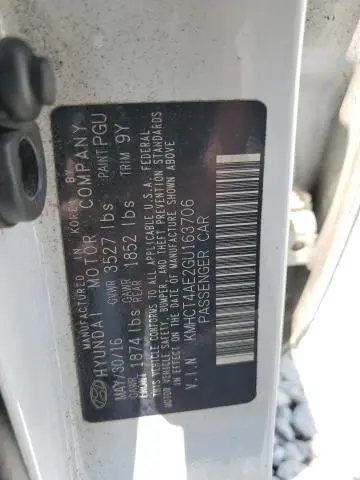 MANUFACTURED IN KOREA BY
HYUNDAI MOTOR COMPANY
MAY/30/16 GVWR 3527 lbs PAINT PGU
GAWR FRONT 1874 lbs GAWR REAR 1852 lbs TRIM 9Y
THIS VEHICLE CONFORMS TO ALL APPLICABLE U.S.A. FEDERAL
MOTOR VEHICLE SAFETY, BUMPER, AND THEFT PREVENTION
STANDARDS IN EFFECT ON THE DATE OF MANUFACTURE SHOWN ABOVE
V.I.N KMHCT4AE2GU163706
PASSENGER CAR